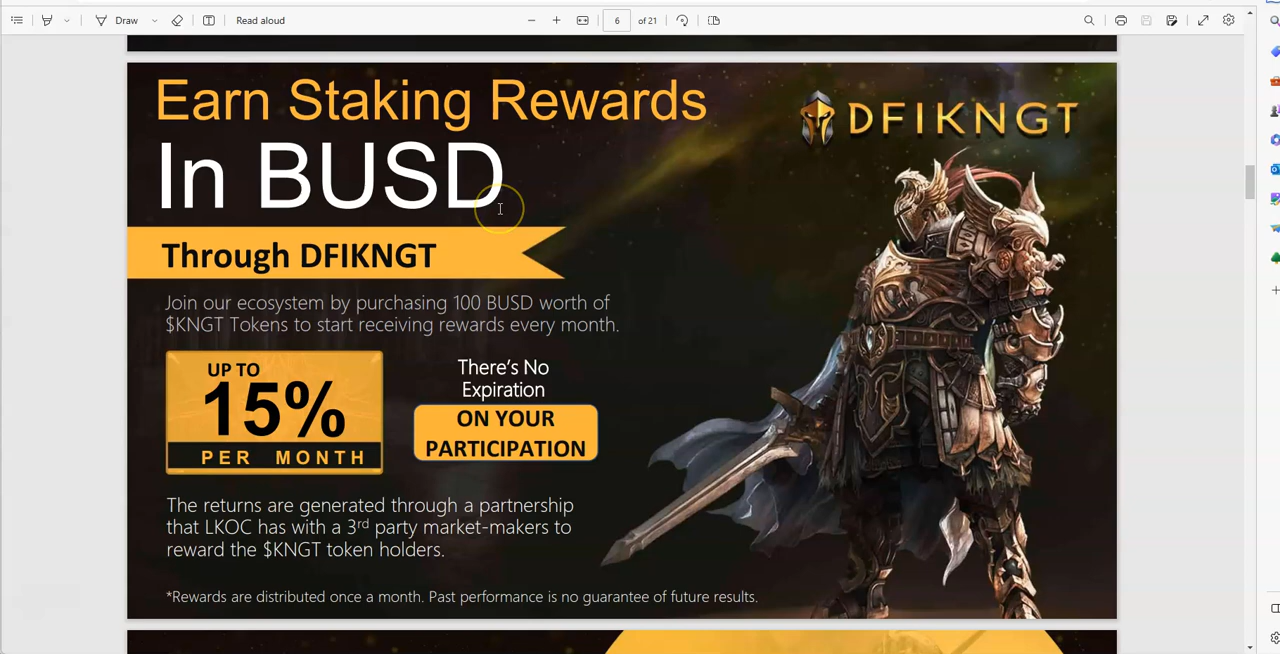 Draw
Read aloud
6 of 21
Earn Staking Rewards
DFIKNGT
In BUSD
Through DFIKNGT
Join our ecosystem by purchasing 100 BUSD worth of
$KNGT Tokens to start receiving rewards every month.
UP TO
15%
PER MONTH
There's No
Expiration
ON YOUR
PARTICIPATION
The returns are generated through a partnership
that LKOC has with a 3rd party market-makers to
reward the $KNGT token holders.
*Rewards are distributed once a month. Past performance is no guarantee of future results.